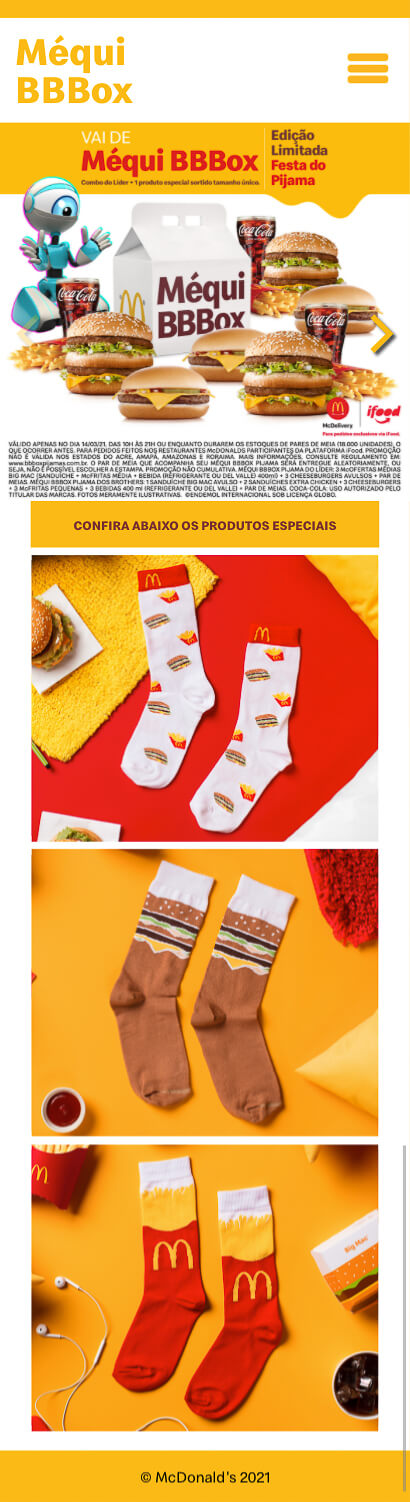 Méqui
BBBox
VAI DE
Méqui BBBox
Combo do Líder + 1 produto especial sortido tamanho único.
Edição
Limitada
Festa do
Pijama
Coca-Cola
Coca-Cola
Coca-Cola
Méqui
BBBox
McDelivery
ifood
Para pedidos exclusivos via iFood.
VÁLIDO APENAS NO DIA 14/03/21, DAS 10H ÀS 21H OU ENQUANTO DURAREM OS ESTOQUES DE PARES DE MEIA (18.600 UNIDADES), O
QUE OCORRER ANTES. PARA PEDIDOS FEITOS NOS RESTAURANTES McDONALDS PARTICIPANTES DA PLATAFORMA iFood. PROMOÇÃO
NÃO É VÁLIDA NOS ESTADOS DO ACRE, AMAPÁ, AMAZONAS E RORAIMA. MAIS INFORMAÇÕES, CONSULTE REGULAMENTO EM:
www.bbboxpijamas.com.br. O PAR DE MEIA QUE ACOMPANHA SEU MÉQUI BBBOX PIJAMA SERÁ ENTREGUE ALEATORIAMENTE, OU
SEJA, NÃO É POSSÍVEL ESCOLHER A ESTAMPA. PROMOÇÃO NÃO CUMULATIVA. MÉQUI BBBOX PIJAMA DO LÍDER: 3 McOFERTAS MÉDIAS
BIG MAC (SANDUÍCHE + McFRITAS MÉDIA + BEBIDA (REFRIGERANTE OU DEL VALLE) 400ml) + 3 CHEESEBURGERS AVULSOS + PAR DE
MEIAS. MÉQUI BBBOX PIJAMA DOS BROTHERS: 1 SANDUÍCHE BIG MAC AVULSO + 2 SANDUÍCHES EXTRA CHICKEN + 3 CHEESEBURGERS
+ 3 McFRITAS PEQUENAS + 3 BEBIDAS 400 ml (REFRIGERANTE OU DEL VALLE) + PAR DE MEIAS. COCA-COLA: USO AUTORIZADO PELO
TITULAR DAS MARCAS. FOTOS MERAMENTE ILUSTRATIVAS. ©ENDEMOL INTERNACIONAL SOB LICENÇA GLOBO.
CONFIRA ABAIXO OS PRODUTOS ESPECIAIS
Big Mac
© McDonald's 2021